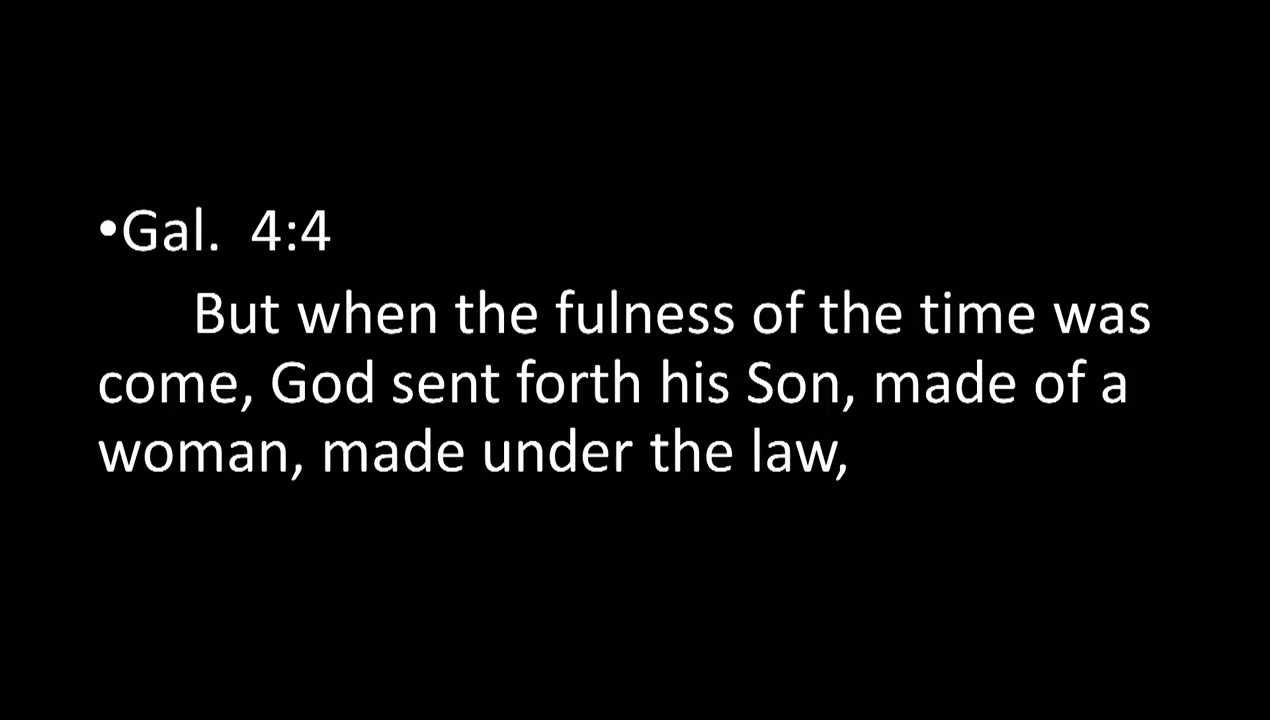 •Gal.  4:4
But when the fulness of the time was
come, God sent forth his Son, made of a
woman, made under the law,